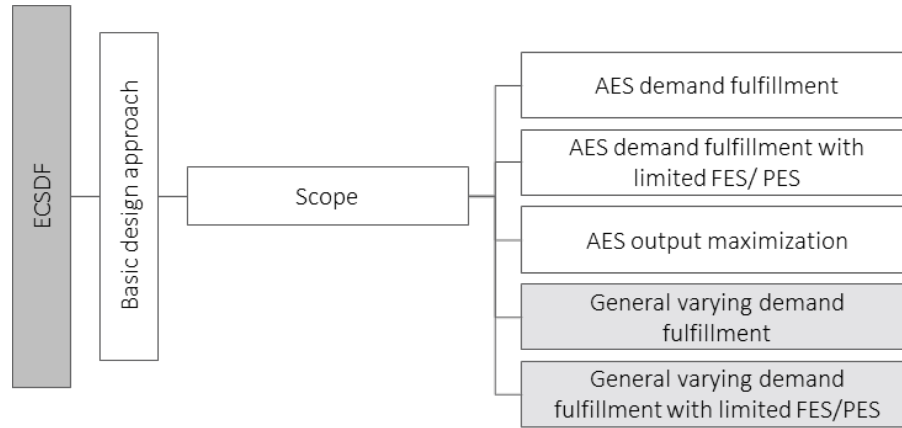 ECSDF
Basic design approach
Scope
AES demand fulfillment
AES demand fulfillment with
limited FES/ PES
AES output maximization
General varying demand
fulfillment
General varying demand
fulfillment with limited FES/PES